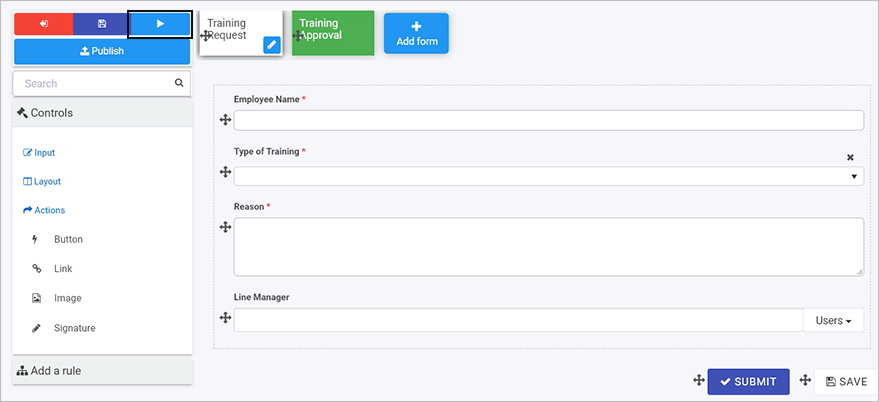 Training
Request
Training
Approval
Add form
Publish
Search
Controls
Input
Layout
Actions
Button
Link
Image
Signature
Add a rule
Employee Name *
Type of Training *
Reason *
Line Manager
Users
SUBMIT
SAVE